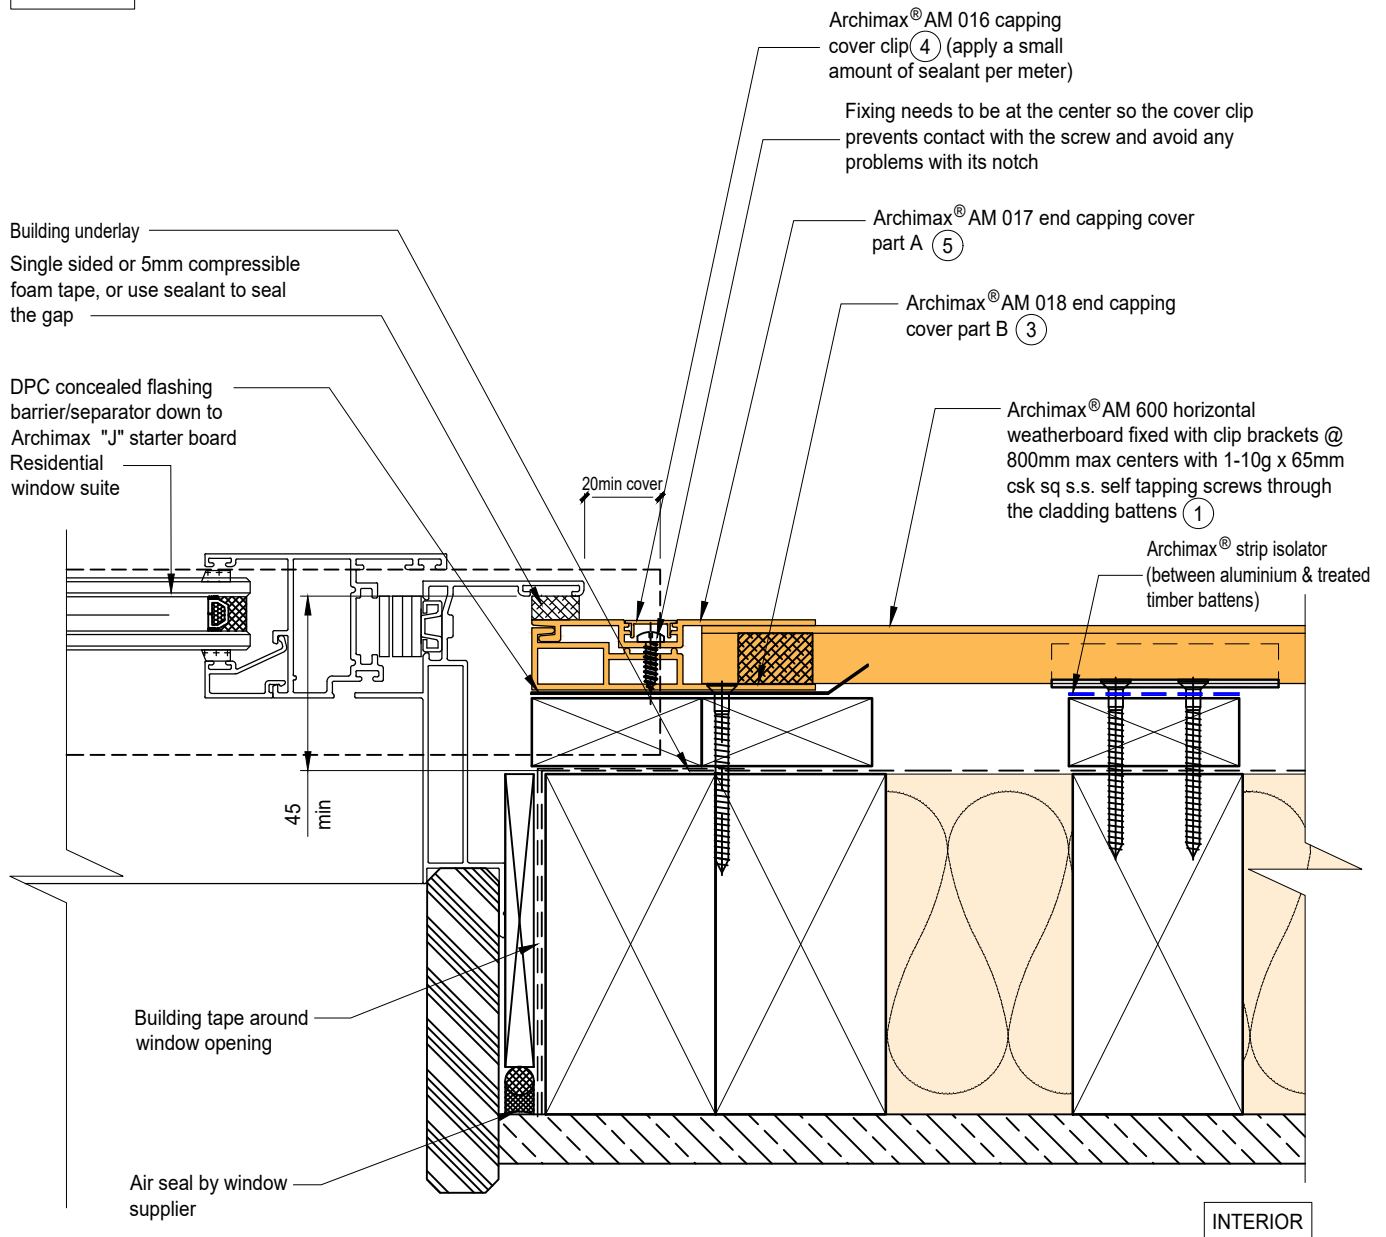 Archimax® AM 016 capping
cover clip 4 (apply a small
amount of sealant per meter)
Fixing needs to be at the center so the cover clip
prevents contact with the screw and avoid any
problems with its notch
Archimax® AM 017 end capping cover
part A 5
Archimax® AM 018 end capping
cover part B 3
Archimax® AM 600 horizontal
weatherboard fixed with clip brackets @
800mm max centers with 1-10g x 65mm
csk sq s.s. self tapping screws through
the cladding battens 1
Archimax® strip isolator
(between aluminium & treated
timber battens)
Building underlay
Single sided or 5mm compressible
foam tape, or use sealant to seal
the gap
DPC concealed flashing
barrier/separator down to
Archimax "J" starter board
Residential
window suite
20min cover
45
min
Building tape around
window opening
Air seal by window
supplier
INTERIOR